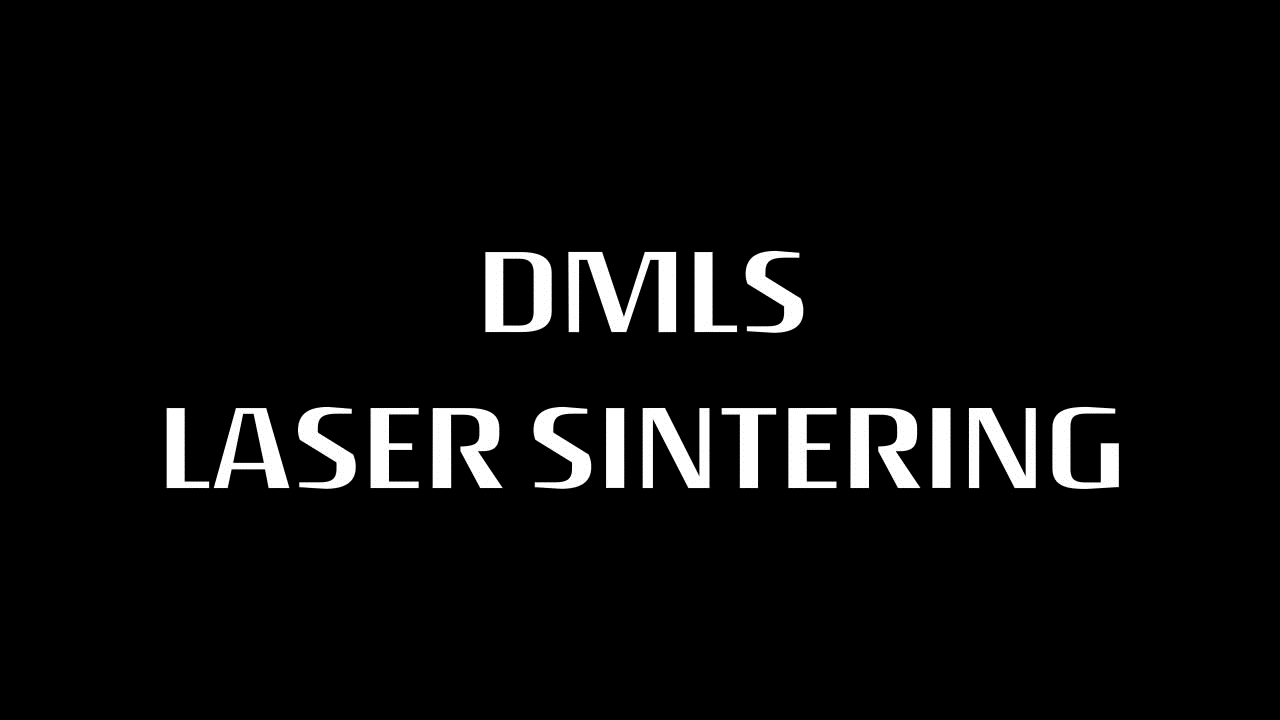 DMLS
LASER SINTERING